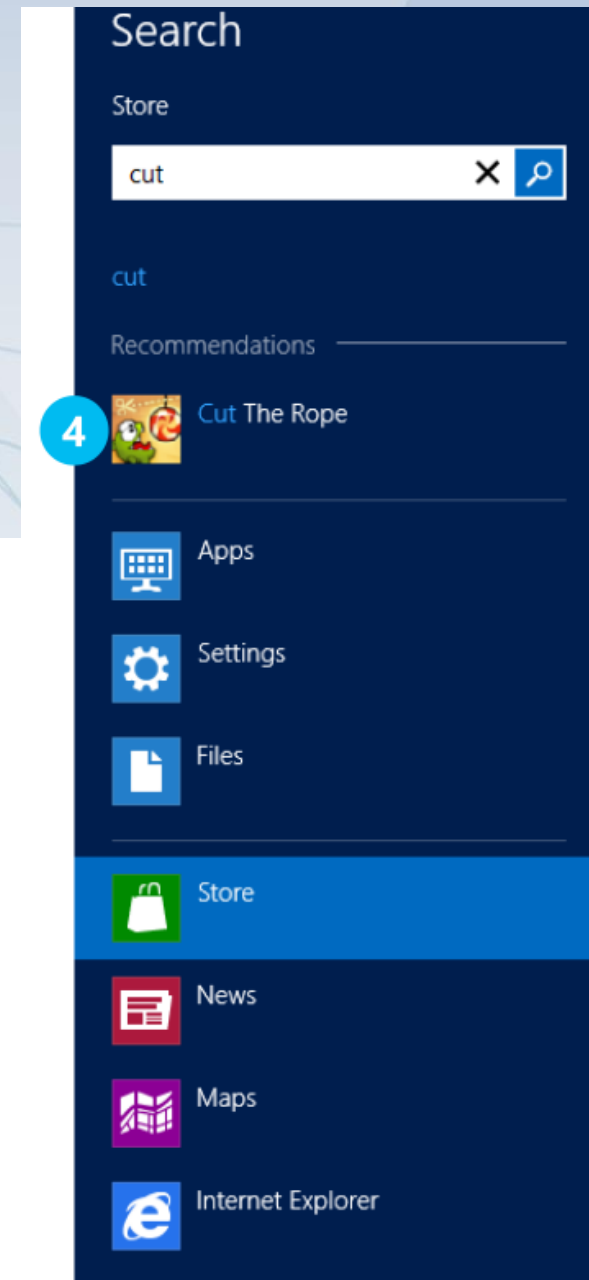 Search
Store
cut
cut
Recommendations
4
Cut The Rope
Apps
Settings
Files
Store
News
Maps
Internet Explorer